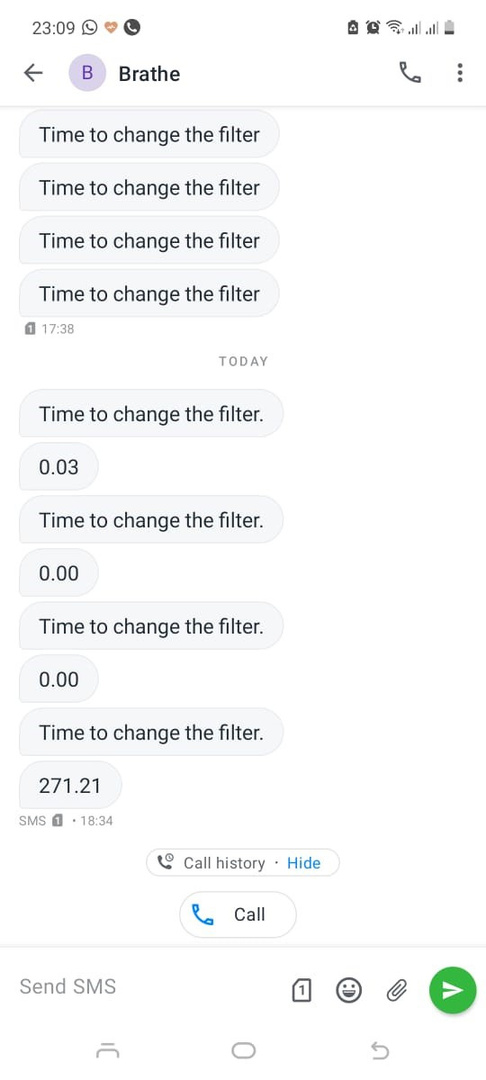 23:09
B
Brathe
Time to change the filter
Time to change the filter
Time to change the filter
Time to change the filter
1 17:38
TODAY
Time to change the filter.
0.03
Time to change the filter.
0.00
Time to change the filter.
0.00
Time to change the filter.
271.21
SMS 1 • 18:34
Call history · Hide
Call
Send SMS
1